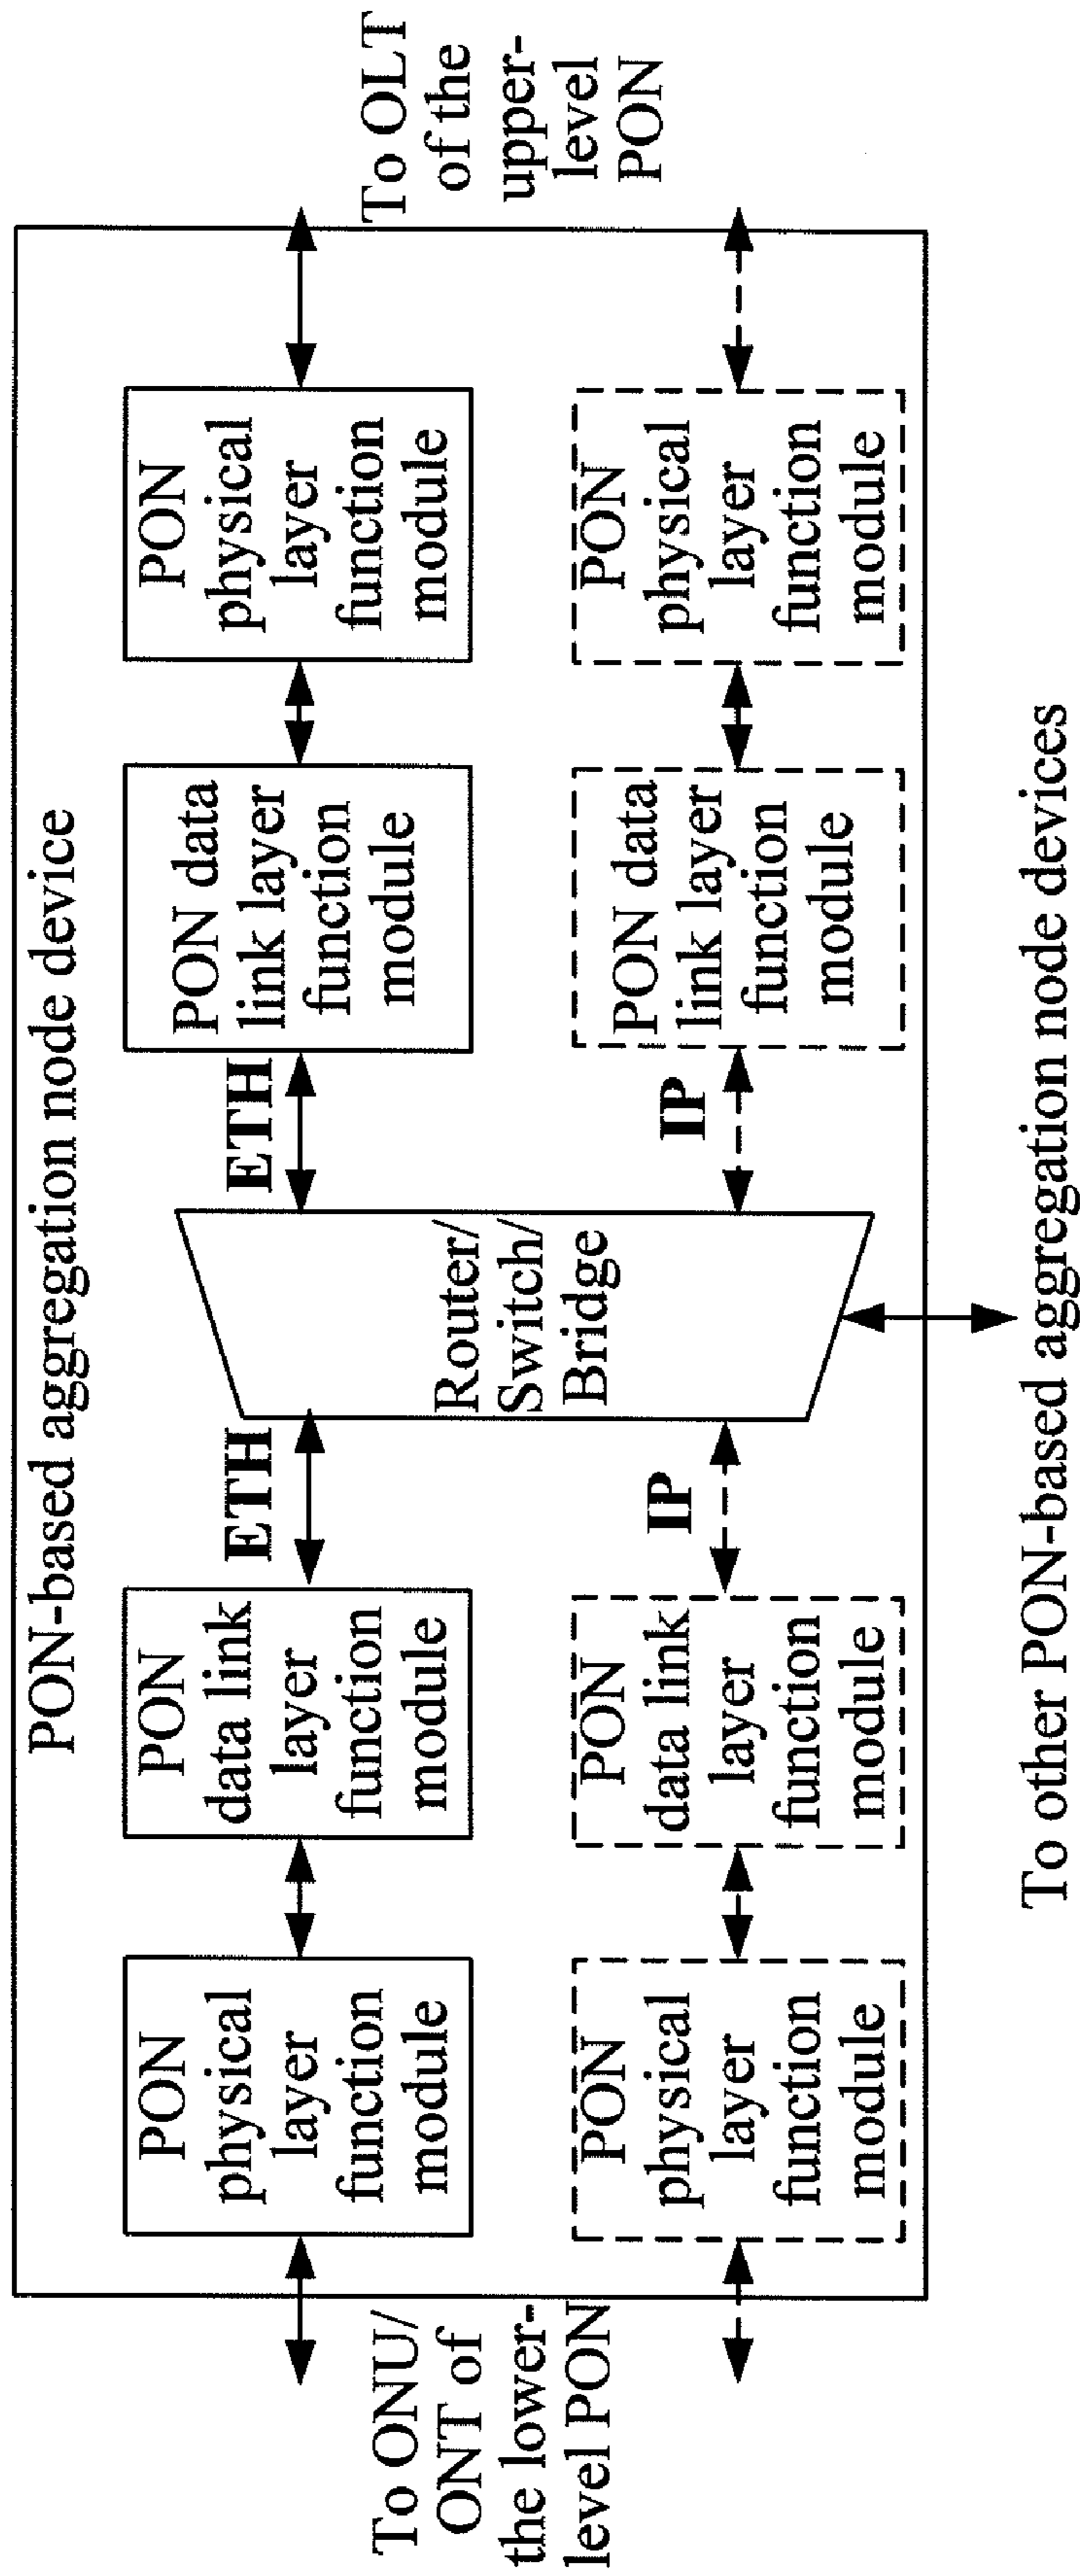 PON-based aggregation node device
To ONU/
ONT of
the lower-
level PON
PON
physical
layer
function
module
PON
data link
layer
function
module
ETH
Router/
Switch/
Bridge
ETH
PON data
link layer
function
module
PON
physical
layer
function
module
To OLT
of the
upper-
level
PON
PON
physical
layer
function
module
PON
data link
layer
function
module
IP
IP
PON data
link layer
function
module
PON
physical
layer
function
module
To other PON-based aggregation node devices